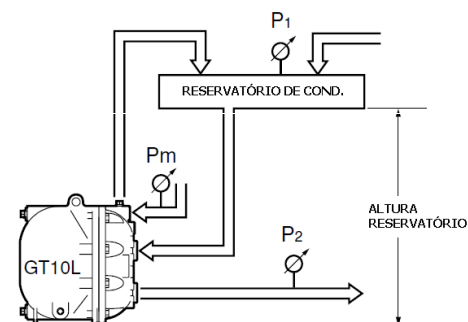 P1
RESERVATÓRIO DE COND.
Pm
ALTURA
RESERVATÓRIO
P2
GT10L